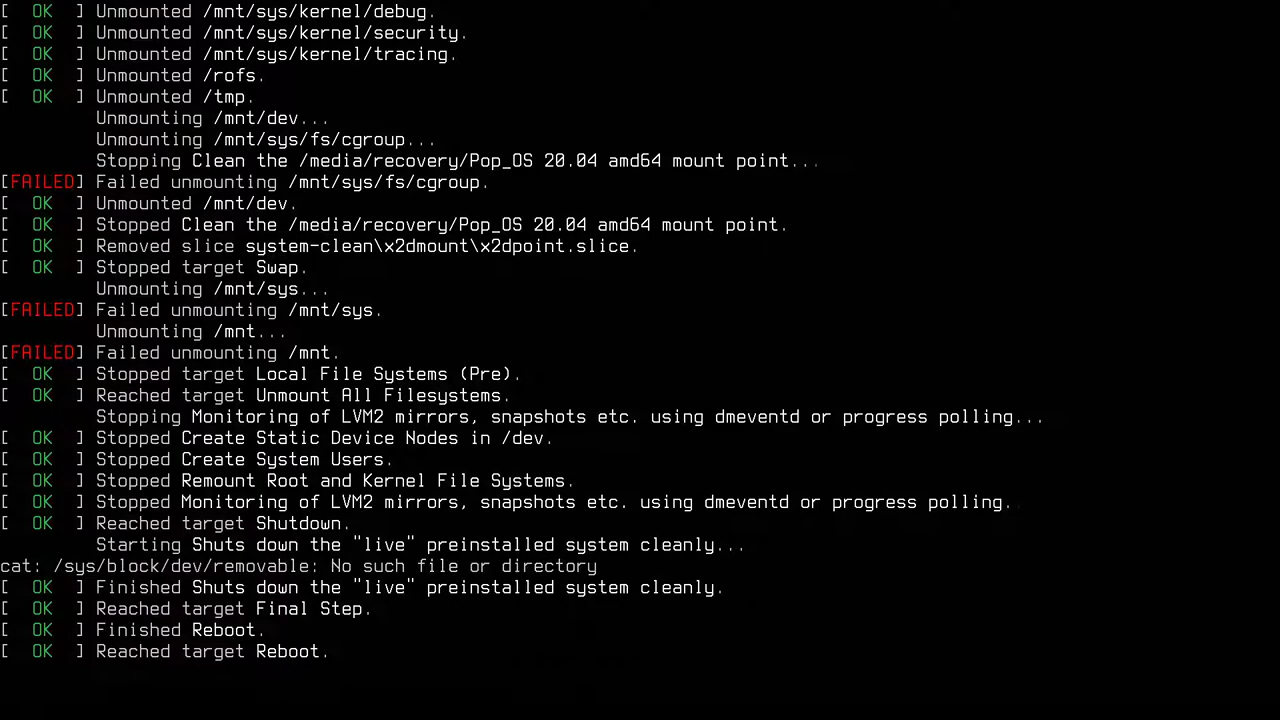 [  OK  ] Unmounted /mnt/sys/kernel/debug.
[  OK  ] Unmounted /mnt/sys/kernel/security.
[  OK  ] Unmounted /mnt/sys/kernel/tracing.
[  OK  ] Unmounted /rofs.
[  OK  ] Unmounted /tmp.
         Unmounting /mnt/dev...
         Unmounting /mnt/sys/fs/cgroup...
         Stopping Clean the /media/recovery/Pop_OS 20.04 amd64 mount point...
[FAILED] Failed unmounting /mnt/sys/fs/cgroup.
[  OK  ] Unmounted /mnt/dev.
[  OK  ] Stopped Clean the /media/recovery/Pop_OS 20.04 amd64 mount point.
[  OK  ] Removed slice system-clean\x2dmount\x2dpoint.slice.
[  OK  ] Stopped target Swap.
         Unmounting /mnt/sys...
[FAILED] Failed unmounting /mnt/sys.
         Unmounting /mnt...
[FAILED] Failed unmounting /mnt.
[  OK  ] Stopped target Local File Systems (Pre).
[  OK  ] Reached target Unmount All Filesystems.
         Stopping Monitoring of LVM2 mirrors, snapshots etc. using dmeventd or progress polling...
[  OK  ] Stopped Create Static Device Nodes in /dev.
[  OK  ] Stopped Create System Users.
[  OK  ] Stopped Remount Root and Kernel File Systems.
[  OK  ] Stopped Monitoring of LVM2 mirrors, snapshots etc. using dmeventd or progress polling.
[  OK  ] Reached target Shutdown.
         Starting Shuts down the "live" preinstalled system cleanly...
cat: /sys/block/dev/removable: No such file or directory
[  OK  ] Finished Shuts down the "live" preinstalled system cleanly.
[  OK  ] Reached target Final Step.
[  OK  ] Finished Reboot.
[  OK  ] Reached target Reboot.